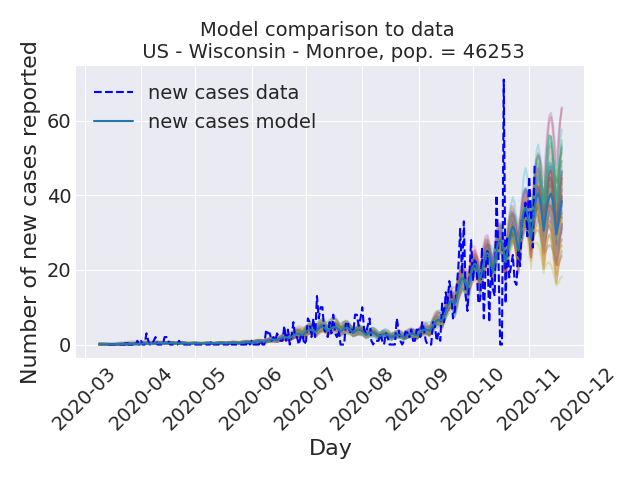 Model comparison to data
US - Wisconsin - Monroe, pop. = 46253
Number of new cases reported
new cases data
new cases model
60
40
20
0
2020-03
2020-04
2020-05
2020-06
2020-07
2020-08
2020-09
2020-10
2020-11
2020-12
Day